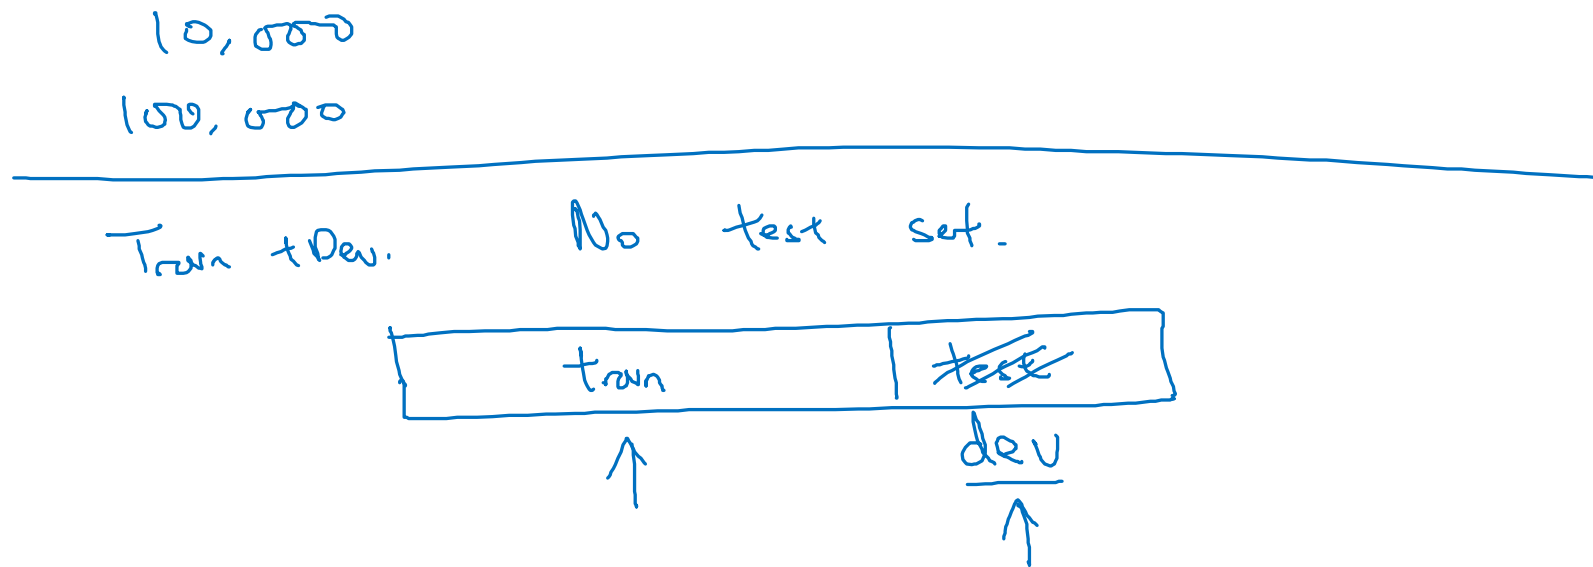 10,000
100,000
Train + Dev. No test set.
train test
dev